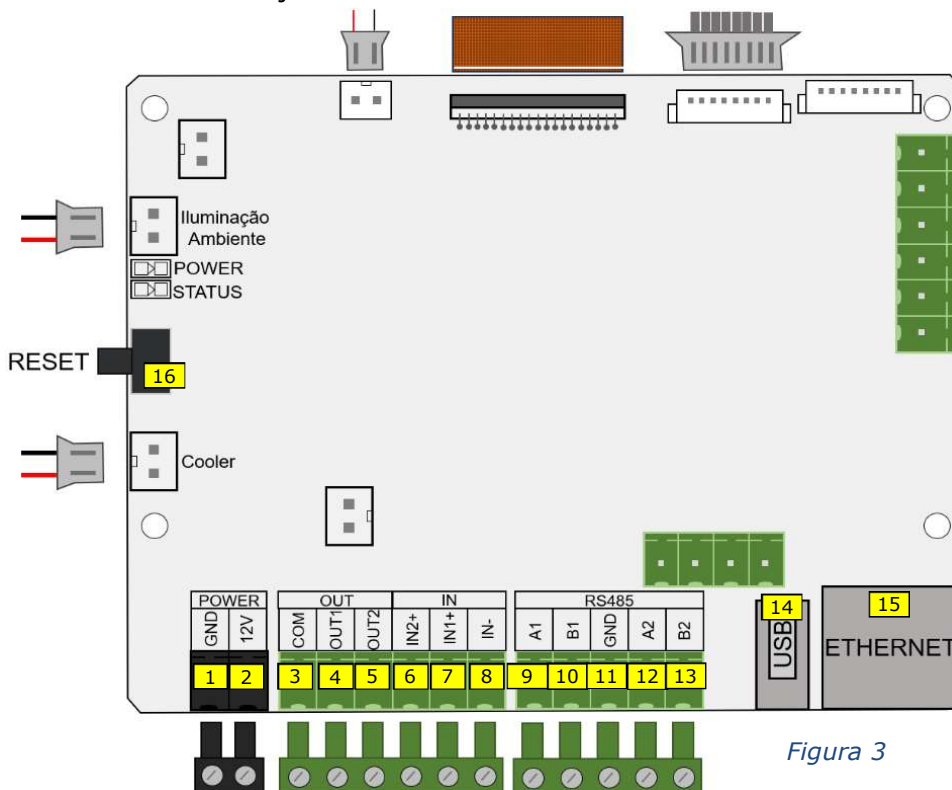 Iluminação
Ambiente
POWER
STATUS
RESET
16
Cooler
POWER
OUT
IN
RS485
GND
12V
COM
OUT1
OUT2
IN2+
IN1+
IN-
A1
B1
GND
A2
B2
1
2
3
4
5
6
7
8
9
10
11
12
13
14
USB
15
ETHERNET
Figura 3